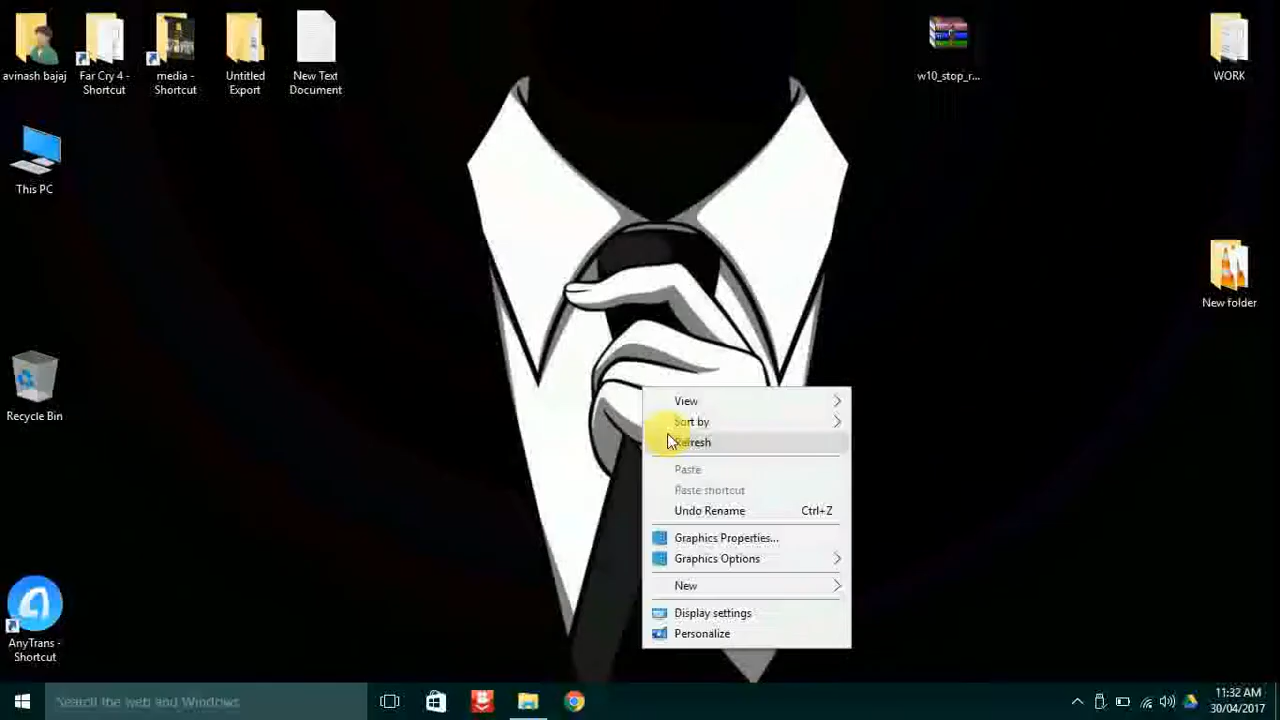 avinash bajaj
Far Cry 4 -
Shortcut
media -
Shortcut
Untitled
Export
New Text
Document
w10_stop_r...
WORK
This PC
New folder
Recycle Bin
AnyTrans -
Shortcut
View
Sort by
Refresh
Paste
Paste shortcut
Undo Rename Ctrl+Z
Graphics Properties...
Graphics Options
New
Display settings
Personalize
Search the web and Windows
11:32 AM
30/04/2017